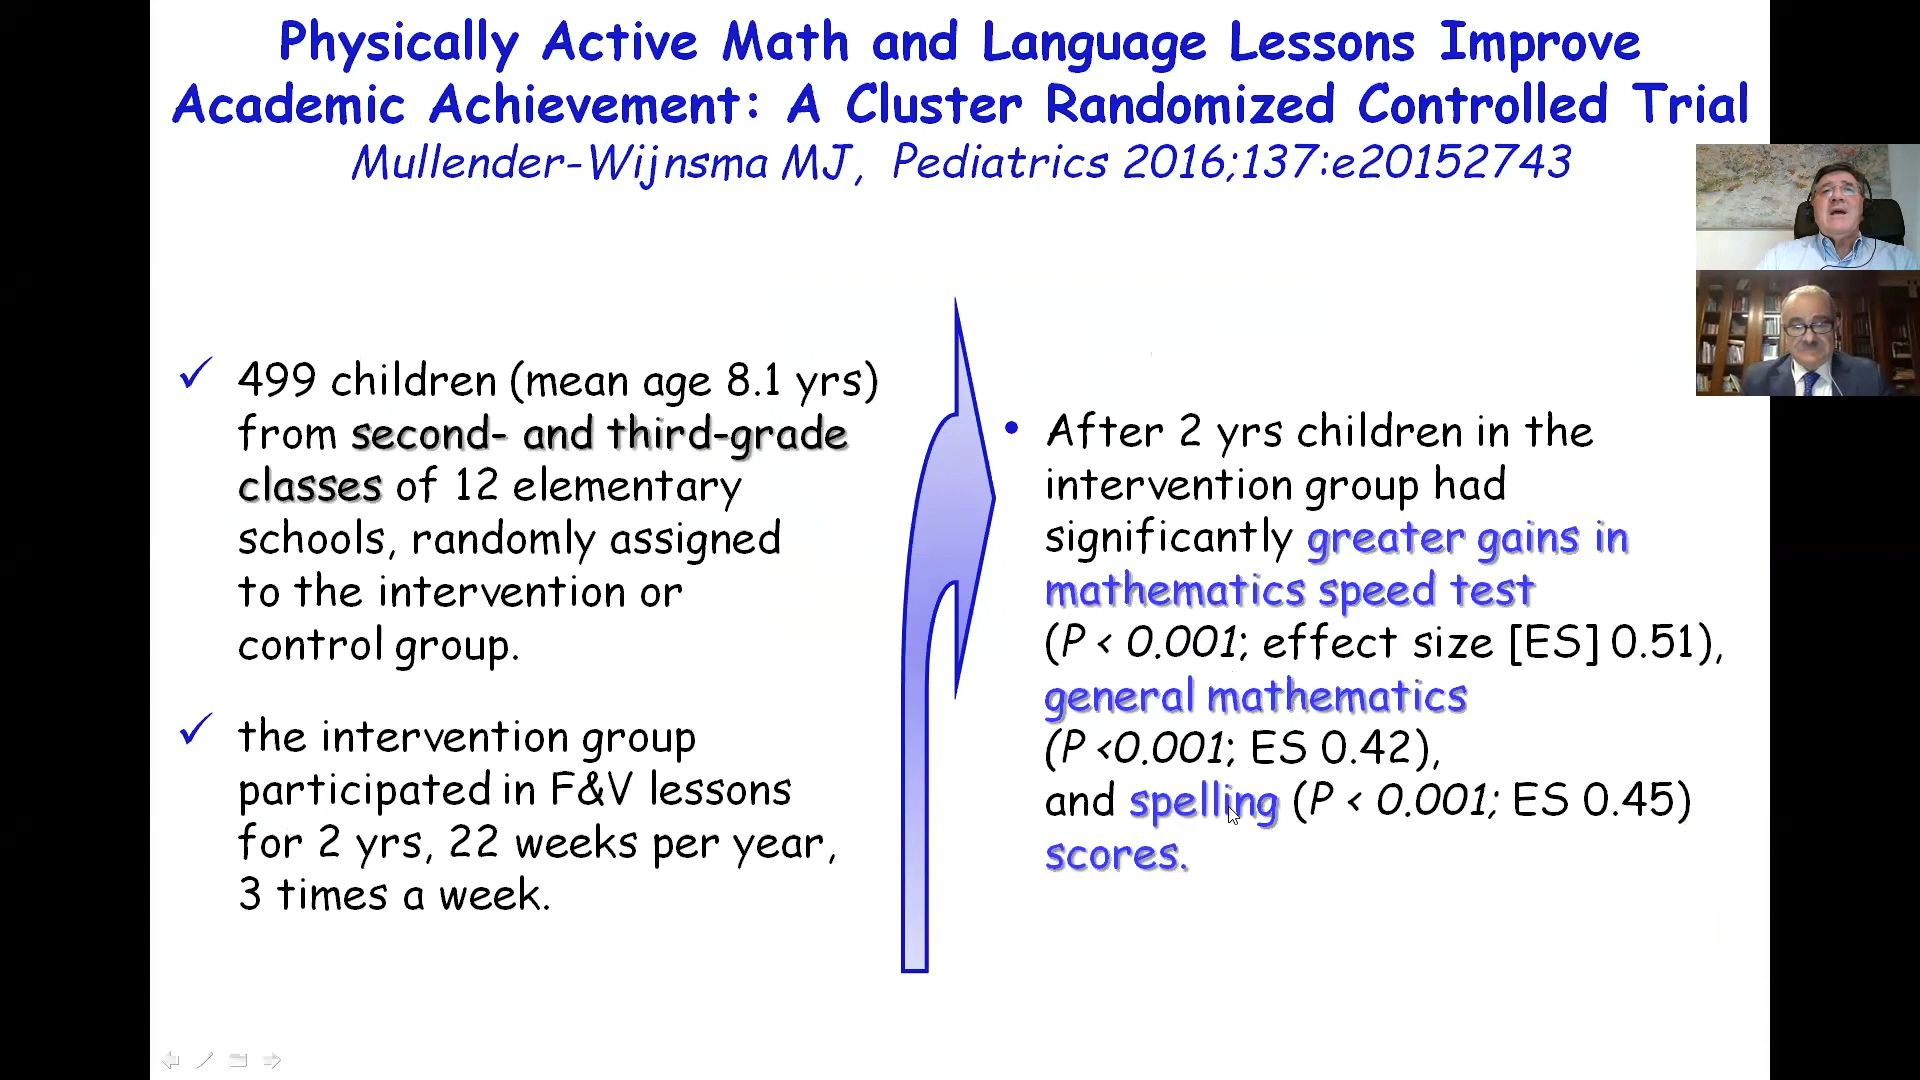 Physically Active Math and Language Lessons Improve
Academic Achievement: A Cluster Randomized Controlled Trial
Mullender-Wijnsma MJ, Pediatrics 2016;137:e20152743
✓ 499 children (mean age 8.1 yrs)
from second- and third-grade
classes of 12 elementary
schools, randomly assigned
to the intervention or
control group.
✓ the intervention group
participated in F&V lessons
for 2 yrs, 22 weeks per year,
3 times a week.
• After 2 yrs children in the
intervention group had
significantly greater gains in
mathematics speed test
(P < 0.001; effect size [ES] 0.51),
general mathematics
(P <0.001; ES 0.42),
and spelling (P < 0.001; ES 0.45)
scores.